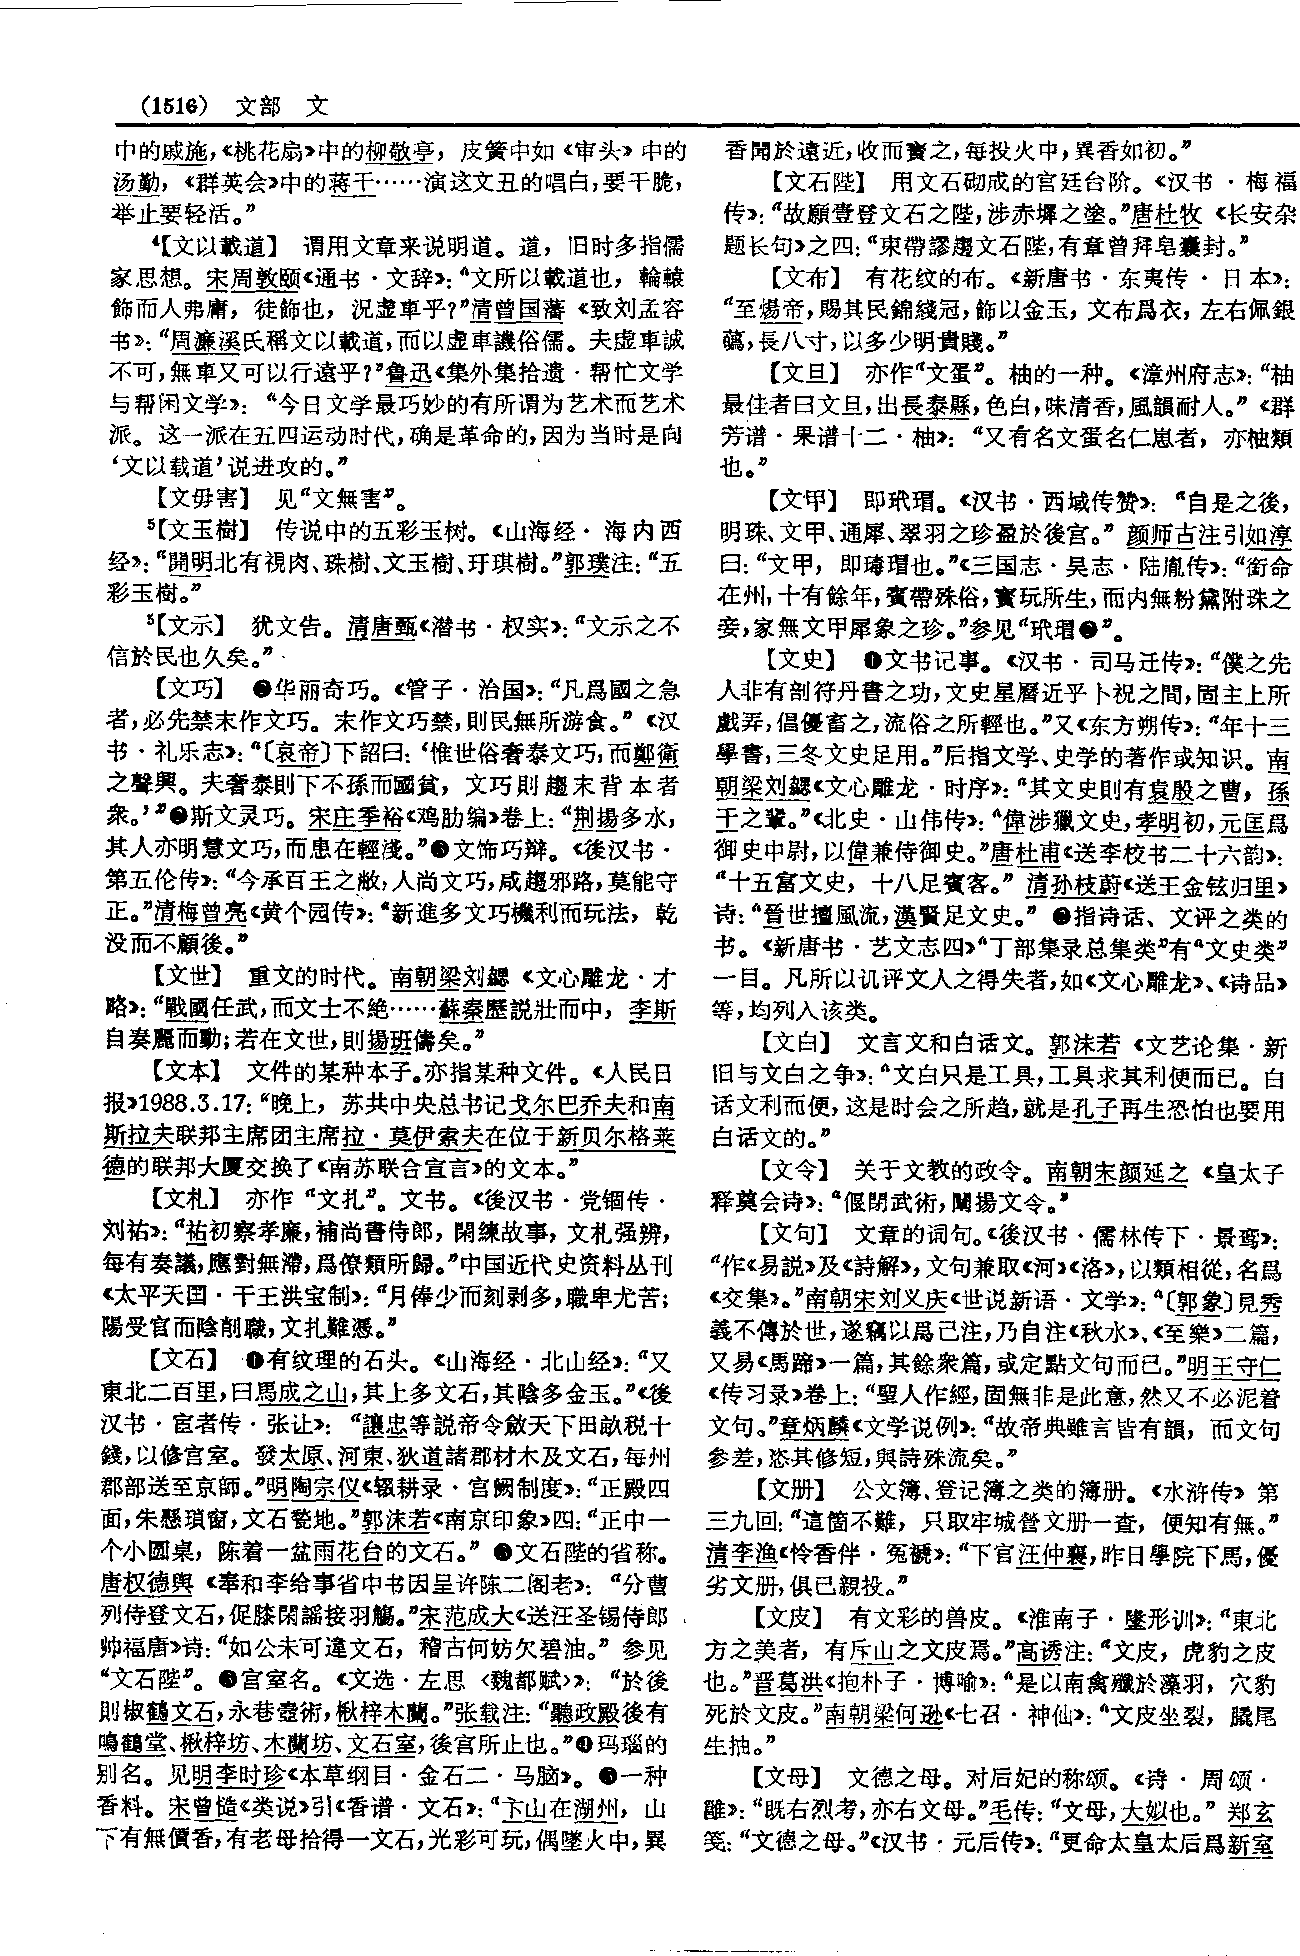 (1516) 文部 文
中的戚施，《桃花扇》中的柳敬亭，皮簧中如《审头》中的
汤勤，《群英会》中的蒋干……演这文丑的唱白，要干脆，
举止要轻活。”
⁴【文以載道】 谓用文章来说明道。道，旧时多指儒
家思想。宋周敦颐《通书·文辞》：“文所以載道也，輪轅
飾而人弗庸，徒飾也，況虚車乎？”清曾国藩《致刘孟容
书》：“周濂溪氏稱文以載道，而以虚車譏俗儒。夫虚車誠
不可，無車又可以行遠乎？”鲁迅《集外集拾遗·帮忙文学
与帮闲文学》：“今日文学最巧妙的有所谓为艺术而艺术
派。这一派在五四运动时代，确是革命的，因为当时是向
‘文以载道’说进攻的。”
【文毋害】 见“文無害”。
⁵【文玉樹】 传说中的五彩玉树。《山海经·海内西
经》：“開明北有視肉、珠樹、文玉樹、玗琪樹。”郭璞注：“五
彩玉樹。”
⁵【文示】 犹文告。清唐甄《潜书·权实》：“文示之不
信於民也久矣。”
【文巧】 ❶华丽奇巧。《管子·治国》：“凡爲國之急
者，必先禁末作文巧。末作文巧禁，則民無所游食。”《汉
书·礼乐志》：“〔哀帝〕下詔曰：‘惟世俗奢泰文巧，而鄭衛
之聲興。夫奢泰則下不孫而國貧，文巧則趨末背本者
衆。’”❷斯文灵巧。宋庄季裕《鸡肋编》卷上：“荆揚多水，
其人亦明慧文巧，而患在輕淺。”❸文饰巧辩。《後汉书·
第五伦传》：“今承百王之敝，人尚文巧，咸趨邪路，莫能守
正。”清梅曾亮《黄个园传》：“新進多文巧機利而玩法，乾
没而不顧後。”
【文世】 重文的时代。南朝梁刘勰《文心雕龙·才
略》：“戰國任武，而文士不絶……蘇秦歷説壯而中，李斯
自奏麗而動；若在文世，則揚班儔矣。”
【文本】 文件的某种本子。亦指某种文件。《人民日
报》1988.3.17：“晚上，苏共中央总书记戈尔巴乔夫和南
斯拉夫联邦主席团主席拉·莫伊索夫在位于新贝尔格莱
德的联邦大厦交换了《南苏联合宣言》的文本。”
【文札】 亦作“文扎”。文书。《後汉书·党锢传·
刘祐》：“祐初察孝廉，補尚書侍郎，閑練故事，文札强辨，
每有奏議，應對無滯，爲僚類所歸。”中国近代史资料丛刊
《太平天囯·干王洪宝制》：“月俸少而刻剥多，職卑尤苦；
陽受官而陰削職，文扎難憑。”
【文石】 ❶有纹理的石头。《山海经·北山经》：“又
東北二百里，曰馬成之山，其上多文石，其陰多金玉。”《後
汉书·宦者传·张让》：“讓忠等説帝令斂天下田畝税十
錢，以修宫室。發太原、河東、狄道諸郡材木及文石，每州
郡部送至京師。”明陶宗仪《辍耕录·宫阙制度》：“正殿四
面，朱懸瑣窗，文石甃地。”郭沫若《南京印象》四：“正中一
个小圆桌，陈着一盆雨花台的文石。”❷文石陛的省称。
唐权德舆《奉和李给事省中书因呈许陈二阁老》：“分曹
列侍登文石，促膝閑謡接羽觴。”宋范成大《送汪圣锡侍郎
帅福唐》诗：“如公未可違文石，稽古何妨欠碧油。”参见
“文石陛”。❸宫室名。《文选·左思〈魏都赋〉》：“於後
則椒鶴文石，永巷壼術，楸梓木蘭。”张载注：“聽政殿後有
鳴鶴堂、楸梓坊、木蘭坊、文石室，後宫所止也。”❹玛瑙的
别名。见明李时珍《本草纲目·金石二·马脑》。❺一种
香料。宋曾慥《类说》引《香谱·文石》：“卞山在湖州，山
下有無價香，有老母拾得一文石，光彩可玩，偶墜火中，異
香聞於遠近，收而寶之，每投火中，異香如初。”
【文石陛】 用文石砌成的宫廷台阶。《汉书·梅福
传》：“故願壹登文石之陛，涉赤墀之塗。”唐杜牧《长安杂
题长句》之四：“束帶謬趨文石陛，有章曾拜皂囊封。”
【文布】 有花纹的布。《新唐书·东夷传·日本》：
“至煬帝，賜其民錦綫冠，飾以金玉，文布爲衣，左右佩銀
蘤，長八寸，以多少明貴賤。”
【文旦】 亦作“文蛋”。柚的一种。《漳州府志》：“柚
最佳者曰文旦，出長泰縣，色白，味清香，風韻耐人。”《群
芳谱·果谱十二·柚》：“又有名文蛋名仁崽者，亦柚類
也。”
【文甲】 即玳瑁。《汉书·西域传赞》：“自是之後，
明珠、文甲、通犀、翠羽之珍盈於後宫。”颜师古注引如淳
曰：“文甲，即瑇瑁也。”《三国志·吴志·陆胤传》：“銜命
在州，十有餘年，賓帶殊俗，寶玩所生，而内無粉黛附珠之
妾，家無文甲犀象之珍。”参见“玳瑁❷”。
【文史】 ❶文书记事。《汉书·司马迁传》：“僕之先
人非有剖符丹書之功，文史星曆近乎卜祝之間，固主上所
戲弄，倡優畜之，流俗之所輕也。”又《东方朔传》：“年十三
學書，三冬文史足用。”后指文学、史学的著作或知识。南
朝梁刘勰《文心雕龙·时序》：“其文史則有袁殷之曹，孫
干之輩。”《北史·山伟传》：“偉涉獵文史，孝明初，元匡爲
御史中尉，以偉兼侍御史。”唐杜甫《送李校书二十六韵》：
“十五富文史，十八足賓客。”清孙枝蔚《送王金铉归里》
诗：“晉世擅風流，漢賢足文史。”❷指诗话、文评之类的
书。《新唐书·艺文志四》“丁部集录总集类”有“文史类”
一目。凡所以讥评文人之得失者，如《文心雕龙》、《诗品》
等，均列入该类。
【文白】 文言文和白话文。郭沫若《文艺论集·新
旧与文白之争》：“文白只是工具，工具求其利便而已。白
话文利而便，这是时会之所趋，就是孔子再生恐怕也要用
白话文的。”
【文令】 关于文教的政令。南朝宋颜延之《皇太子
释奠会诗》：“偃閉武術，闡揚文令。”
【文句】 文章的词句。《後汉书·儒林传下·景鸾》：
“作《易説》及《詩解》，文句兼取《河》《洛》，以類相從，名爲
《交集》。”南朝宋刘义庆《世说新语·文学》：“〔郭象〕見秀
義不傳於世，遂竊以爲己注，乃自注《秋水》、《至樂》二篇，
又易《馬蹄》一篇，其餘衆篇，或定點文句而已。”明王守仁
《传习录》卷上：“聖人作經，固無非是此意，然又不必泥着
文句。”章炳麟《文学说例》：“故帝典雖言皆有韻，而文句
參差，恣其修短，與詩殊流矣。”
【文册】 公文簿、登记簿之类的簿册。《水浒传》第
三九回：“這箇不難，只取牢城營文册一查，便知有無。”
清李渔《怜香伴·冤褫》：“下官汪仲襄，昨日學院下馬，優
劣文册，俱已親投。”
【文皮】 有文彩的兽皮。《淮南子·墬形训》：“東北
方之美者，有斥山之文皮焉。”高诱注：“文皮，虎豹之皮
也。”晋葛洪《抱朴子·博喻》：“是以南禽殲於藻羽，穴豹
死於文皮。”南朝梁何逊《七召·神仙》：“文皮坐裂，膬尾
生抽。”
【文母】 文德之母。对后妃的称颂。《诗·周颂·
雝》：“既右烈考，亦右文母。”毛传：“文母，大姒也。”郑玄
笺：“文德之母。”《汉书·元后传》：“更命太皇太后爲新室